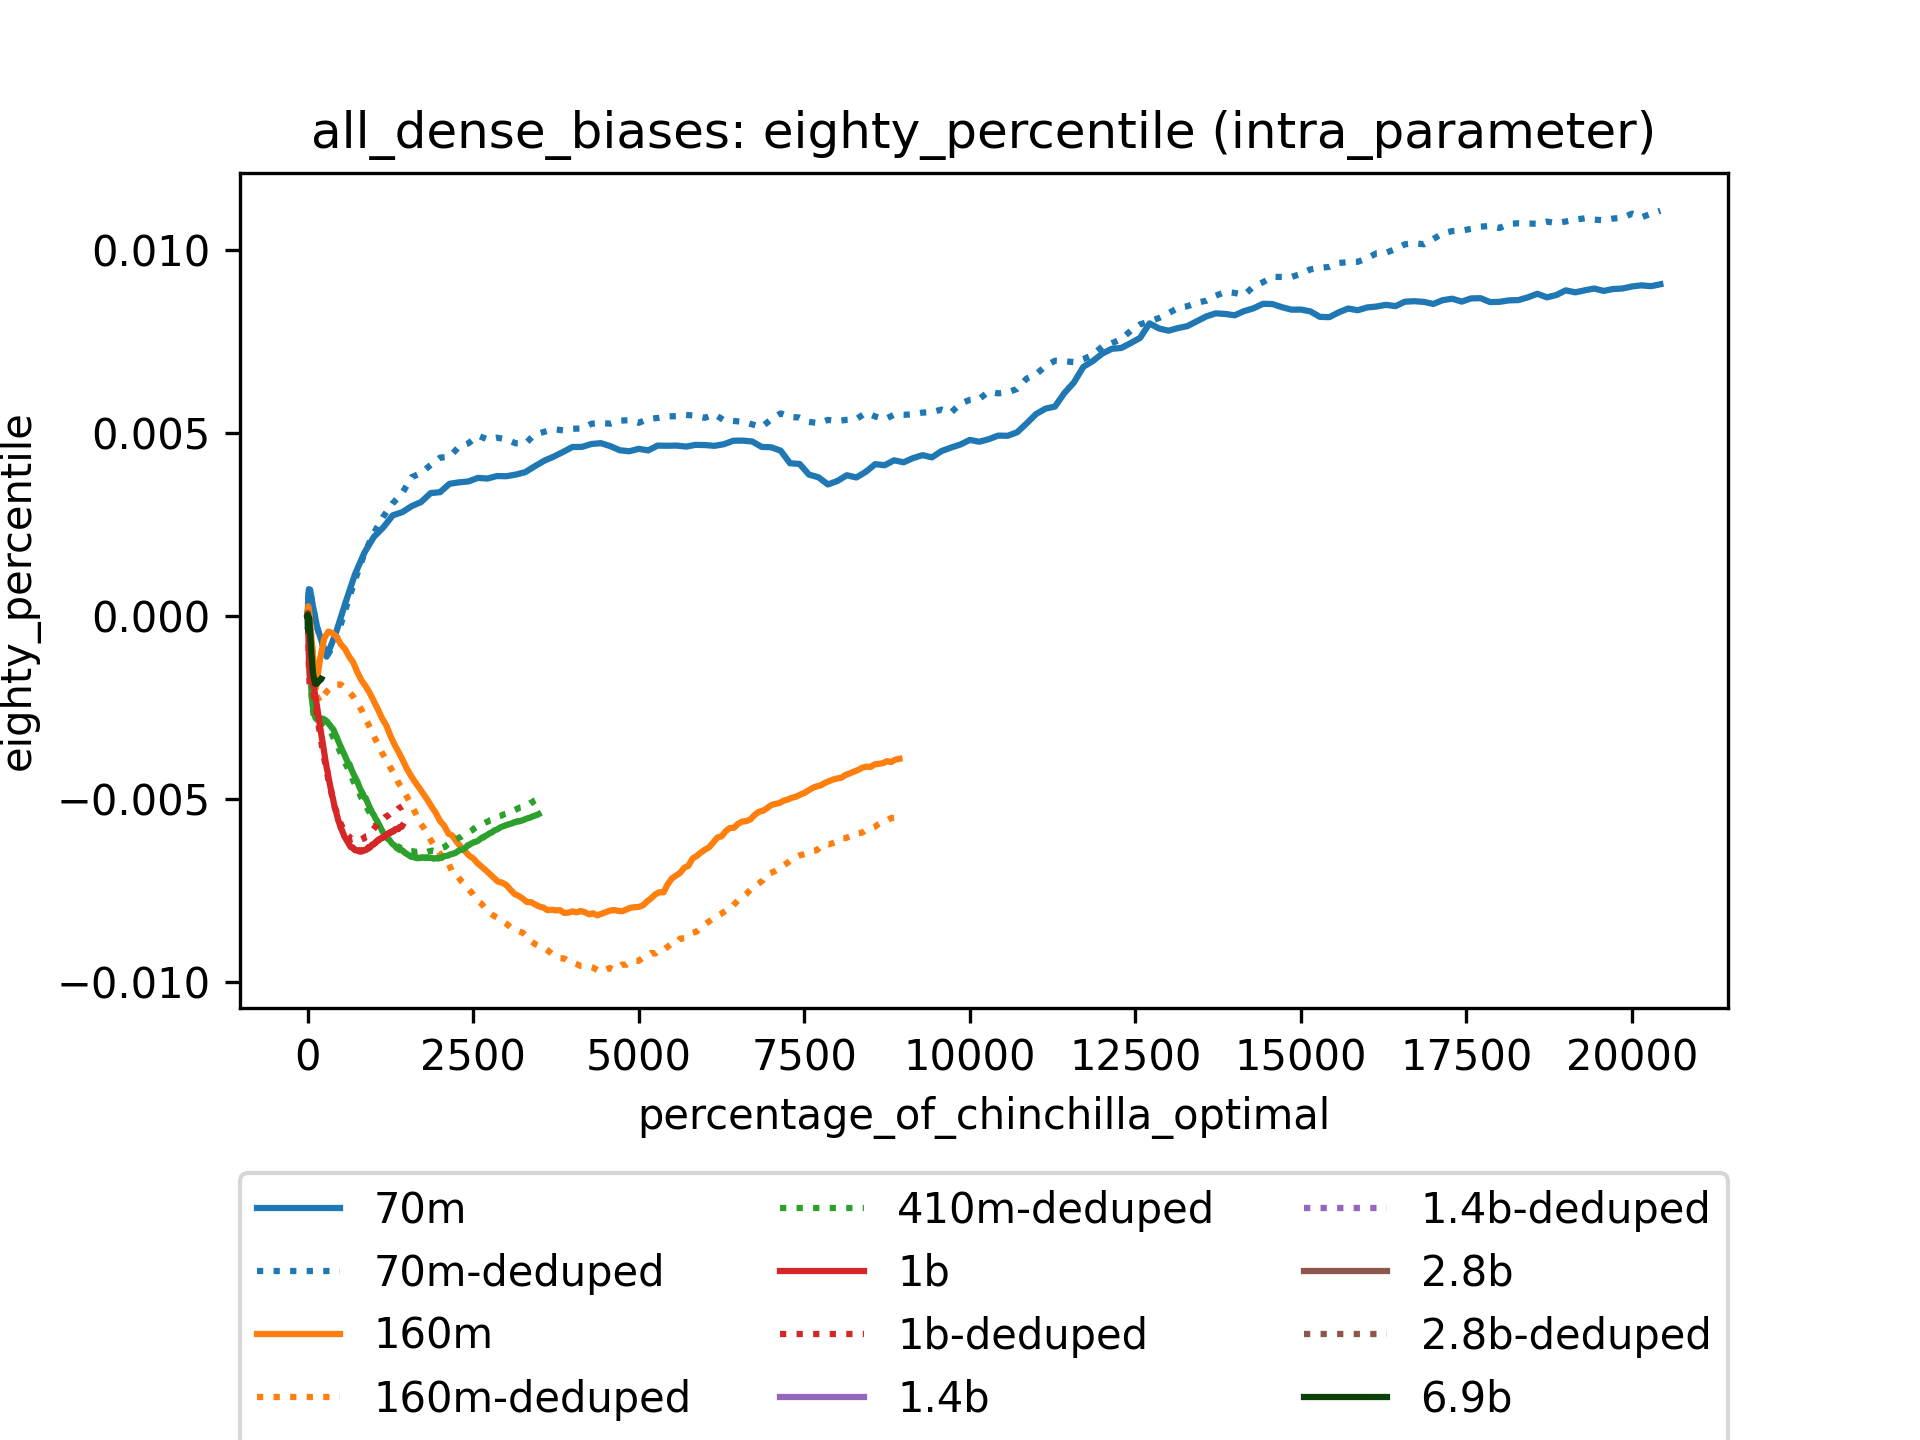 all_dense_biases: eighty_percentile (intra_parameter)
eighty_percentile
0.010
0.005
0.000
−0.005
−0.010
0 2500 5000 7500 10000 12500 15000 17500 20000
percentage_of_chinchilla_optimal
70m 410m-deduped 1.4b-deduped
70m-deduped 1b 2.8b
160m 1b-deduped 2.8b-deduped
160m-deduped 1.4b 6.9b